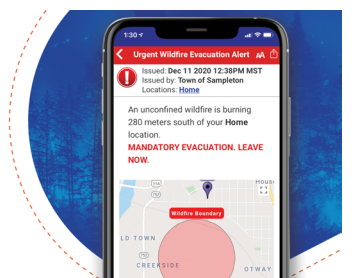 1:30
Urgent Wildfire Evacuation Alert AA
Issued: Dec 11 2020 12:38PM MST
Issued by: Town of Sampleton
Locations: Home
An unconfined wildfire is burning
280 meters south of your Home
location.
MANDATORY EVACUATION. LEAVE
NOW.
Wildfire Boundary
LD TOWN
CREEKSIDE
OTWAY